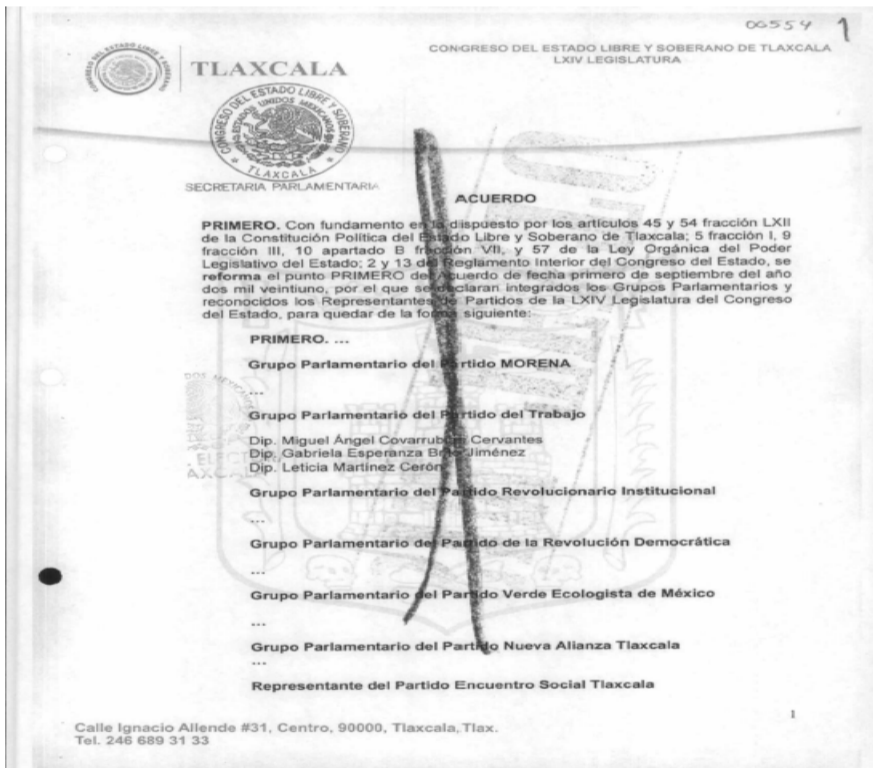 00554 1
CONGRESO DEL ESTADO LIBRE Y SOBERANO DE TLAXCALA
LXIV LEGISLATURA
TLAXCALA
CONGRESO DEL ESTADO LIBRE Y SOBERANO
ESTADOS UNIDOS MEXICANOS
TLAXCALA
SECRETARIA PARLAMENTARIA
ACUERDO
PRIMERO. Con fundamento en la dispuesto por los artículos 45 y 54 fracción LXII
de la Constitución Política del Estado Libre y Soberano de Tlaxcala; 5 fracción I, 9
fracción III, 10 apartado B fracción VII, y 57 de la Ley Orgánica del Poder
Legislativo del Estado; 2 y 13 del Reglamento Interior del Congreso del Estado, se
reforma el punto PRIMERO del Acuerdo de fecha primero de septiembre del año
dos mil veintiuno, por el que se declaran integrados los Grupos Parlamentarios y
reconocidos los Representantes de Partidos de la LXIV Legislatura del Congreso
del Estado, para quedar de la forma siguiente:
PRIMERO. ...
Grupo Parlamentario del Partido MORENA
...
Grupo Parlamentario del Partido del Trabajo
Dip. Miguel Ángel Covarrubias Cervantes
Dip. Gabriela Esperanza Brito Jiménez
Dip. Leticia Martínez Cerón
Grupo Parlamentario del Partido Revolucionario Institucional
...
Grupo Parlamentario del Partido de la Revolución Democrática
...
Grupo Parlamentario del Partido Verde Ecologista de México
...
Grupo Parlamentario del Partido Nueva Alianza Tlaxcala
...
Representante del Partido Encuentro Social Tlaxcala
1
Calle Ignacio Allende #31, Centro, 90000, Tlaxcala, Tlax.
Tel. 246 689 31 33